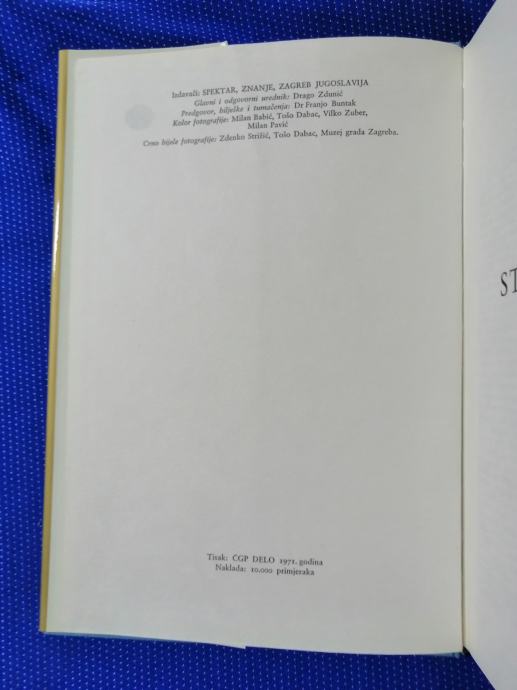 Izdavači: SPEKTAR, ZNANJE, ZAGREB JUGOSLAVIJA
Glavni i odgovorni urednik: Drago Zdunić
Predgovor, bilješke i tumačenja: Dr Franjo Buntak
Kolor fotografije: Milan Babić, Tošo Dabac, Vilko Zuber,
Milan Pavić
Crno bijele fotografije: Zdenko Strižić, Tošo Dabac, Muzej grada Zagreba.
ST
Tisak: ČGP DELO 1971. godina
Naklada: 10.000 primjeraka